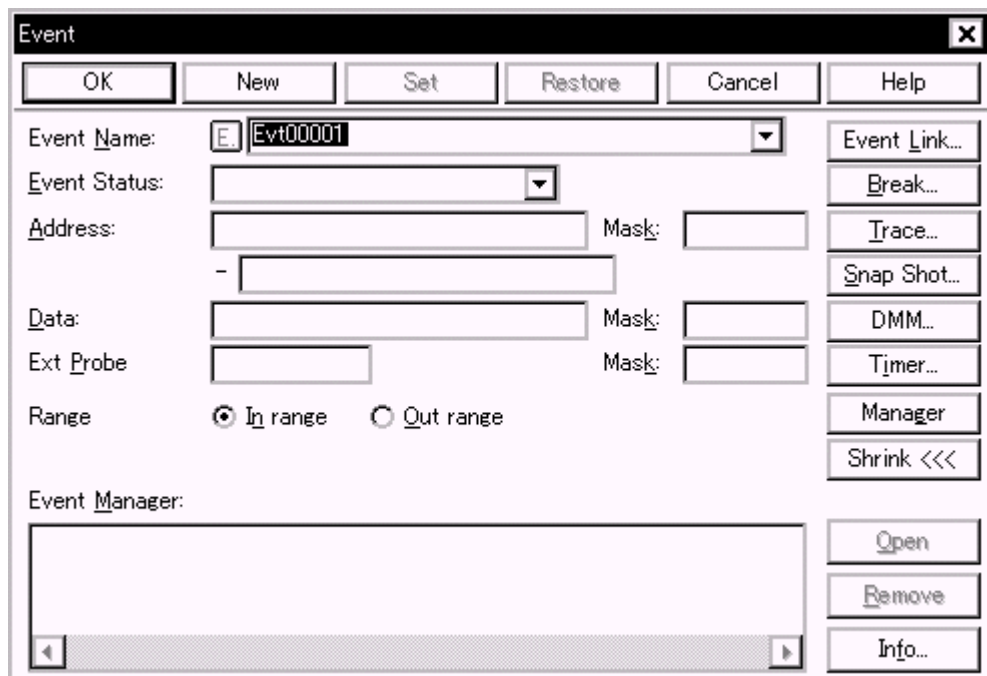 Event
OK New Set Restore Cancel Help
Event Name: E. Evt00001 Event Link...
Event Status: Break...
Address: Mask: Trace...
- Snap Shot...
Data: Mask: DMM...
Ext Probe Mask: Timer...
Range In range Out range Manager
Shrink <<<
Event Manager:
Open
Remove
Info...